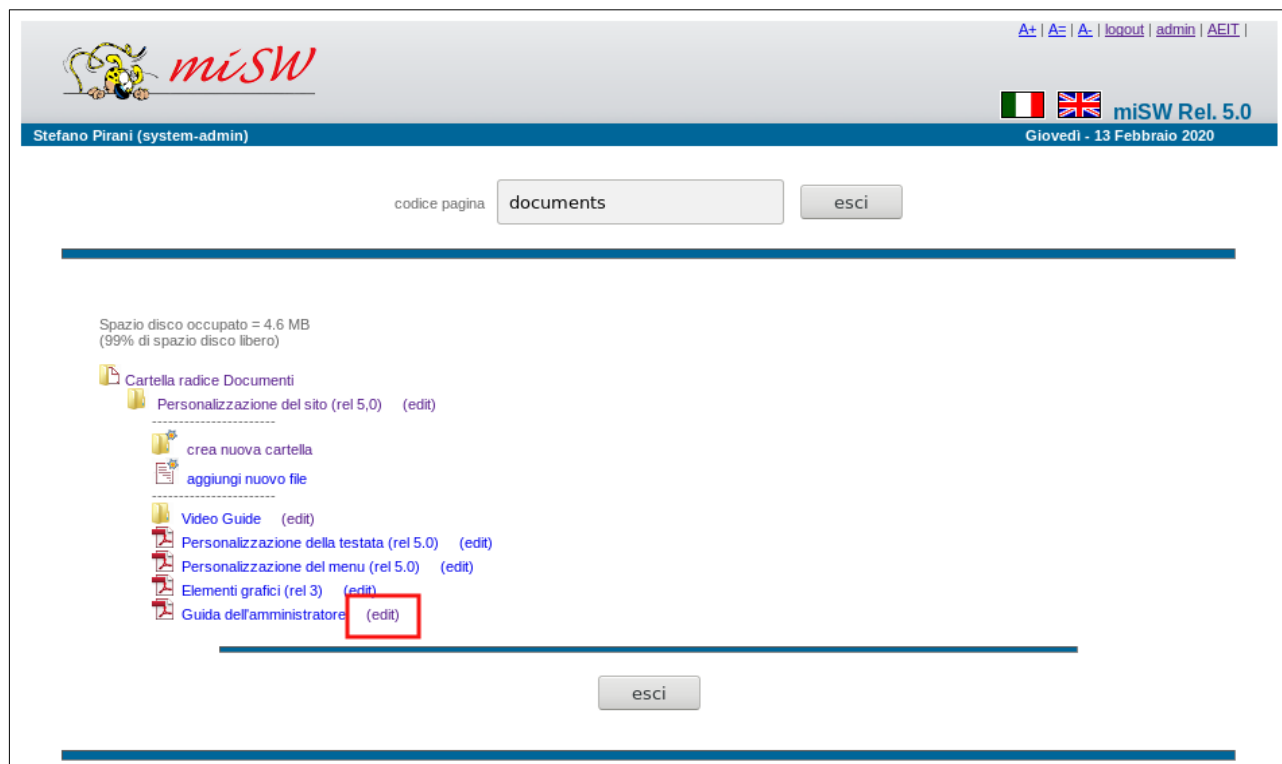 A+ | A= | A- | logout | admin | AEIT |
miSW
miSW Rel. 5.0
Stefano Pirani (system-admin)
Giovedì - 13 Febbraio 2020
codice pagina documents esci
Spazio disco occupato = 4.6 MB
(99% di spazio disco libero)
Cartella radice Documenti
Personalizzazione del sito (rel 5,0) (edit)
-----------------------
crea nuova cartella
aggiungi nuovo file
-----------------------
Video Guide (edit)
Personalizzazione della testata (rel 5.0) (edit)
Personalizzazione del menu (rel 5.0) (edit)
Elementi grafici (rel 3) (edit)
Guida dell'amministratore (edit)
esci